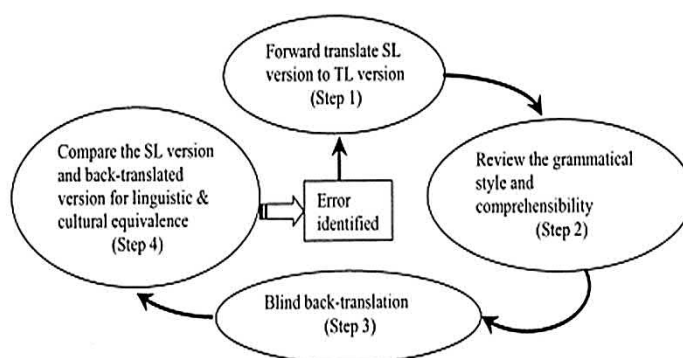 Forward translate SL
version to TL version
(Step 1)
Review the grammatical
style and
comprehensibility
(Step 2)
Blind back-translation
(Step 3)
Compare the SL version
and back-translated
version for linguistic &
cultural equivalence
(Step 4)
Error
identified